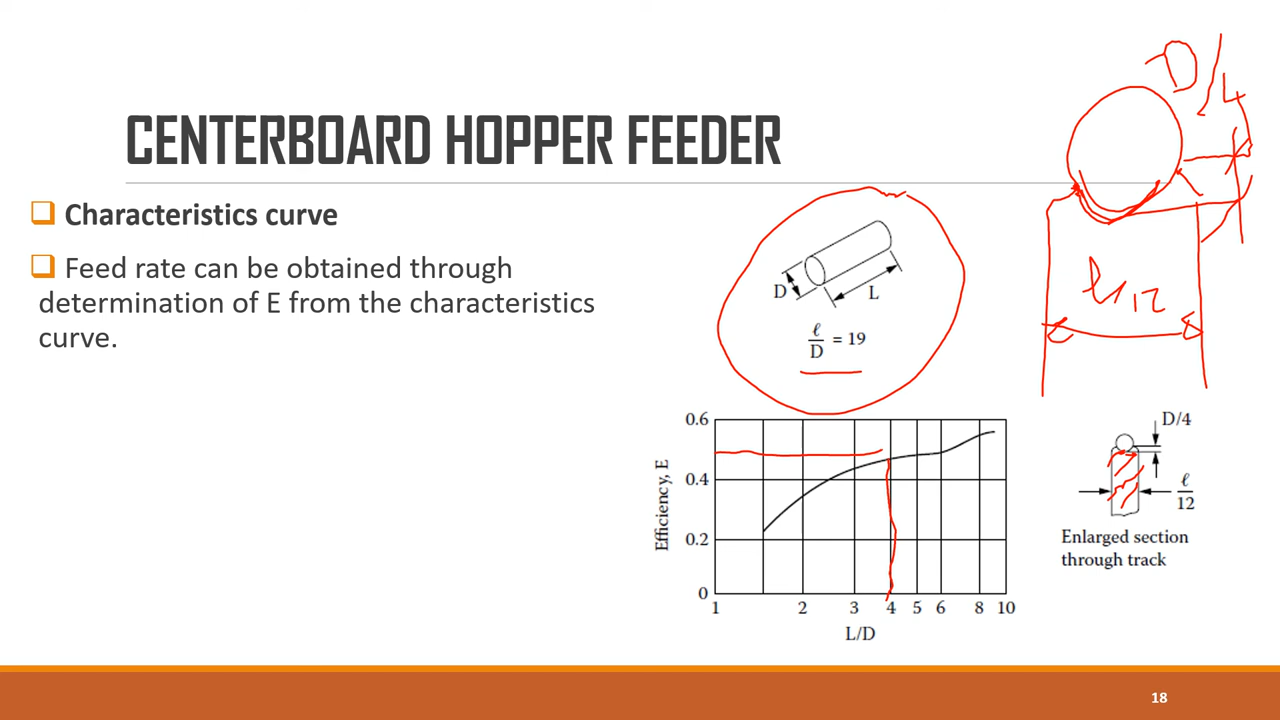 CENTERBOARD HOPPER FEEDER
D/4
Characteristics curve
Feed rate can be obtained through
determination of E from the characteristics
curve.
D
L
ℓ/D = 19
ℓ/12
0.6
0.4
0.2
0
Efficiency, E
1 2 3 4 5 6 8 10
L/D
D/4
ℓ/12
Enlarged section
through track
18